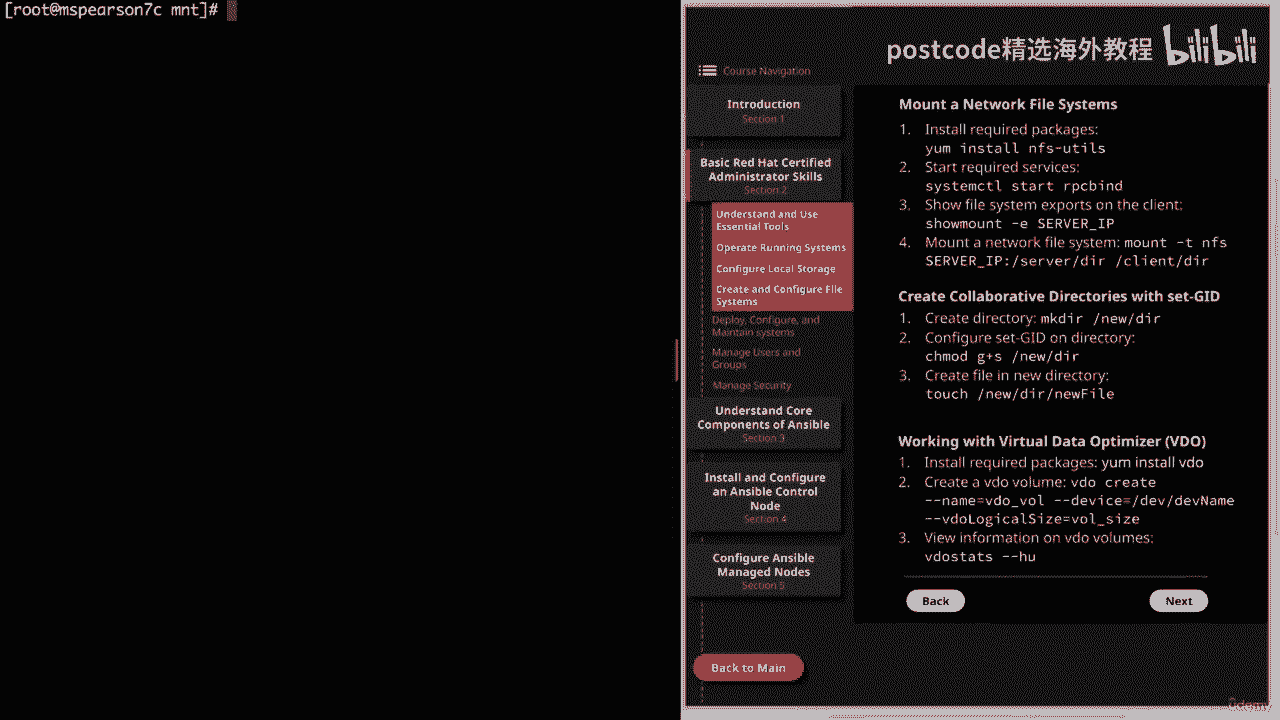 [root@mspearson7c mnt]#
postcode精选海外教程 bilibili
Course Navigation
Introduction
Section 1
Basic Red Hat Certified
Administrator Skills
Section 2
Understand and Use
Essential Tools
Operate Running Systems
Configure Local Storage
Create and Configure File
Systems
Deploy, Configure, and
Maintain systems
Manage Users and
Groups
Manage Security
Understand Core
Components of Ansible
Section 3
Install and Configure
an Ansible Control
Node
Section 4
Configure Ansible
Managed Nodes
Section 5
Back to Main
Mount a Network File Systems
1. Install required packages:
yum install nfs-utils
2. Start required services:
systemctl start rpcbind
3. Show file system exports on the client:
showmount -e SERVER_IP
4. Mount a network file system: mount -t nfs
SERVER_IP:/server/dir /client/dir
Create Collaborative Directories with set-GID
1. Create directory: mkdir /new/dir
2. Configure set-GID on directory:
chmod g+s /new/dir
3. Create file in new directory:
touch /new/dir/newFile
Working with Virtual Data Optimizer (VDO)
1. Install required packages: yum install vdo
2. Create a vdo volume: vdo create
--name=vdo_vol --device=/dev/devName
--vdoLogicalSize=vol_size
3. View information on vdo volumes:
vdostats --hu
Back
Next
Udemy